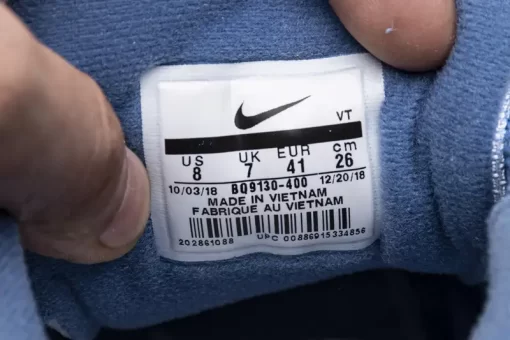 VT
US UK EUR cm
8 7 41 26
10/03/18 BQ9130-400 12/20/18
MADE IN VIETNAM
FABRIQUE AU VIETNAM
202861088 UPC 00886915334856